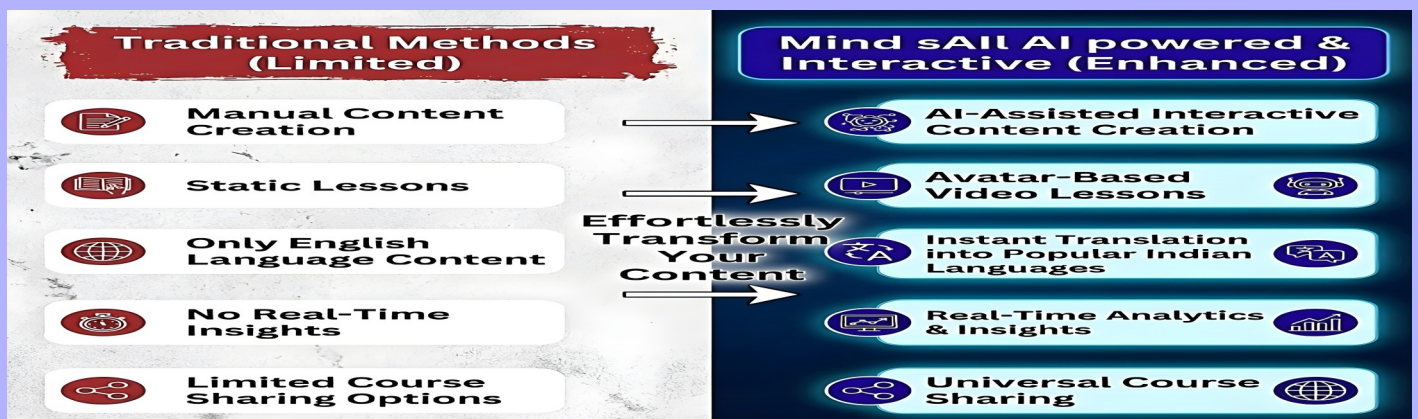 Traditional Methods
(Limited)
Manual Content
Creation
Static Lessons
Only English
Language Content
No Real-Time
Insights
Limited Course
Sharing Options
Effortlessly
Transform
Your
Content
Mind sAIl AI powered &
Interactive (Enhanced)
AI-Assisted Interactive
Content Creation
Avatar-Based
Video Lessons
Instant Translation
into Popular Indian
Languages
Real-Time Analytics
& Insights
Universal Course
Sharing